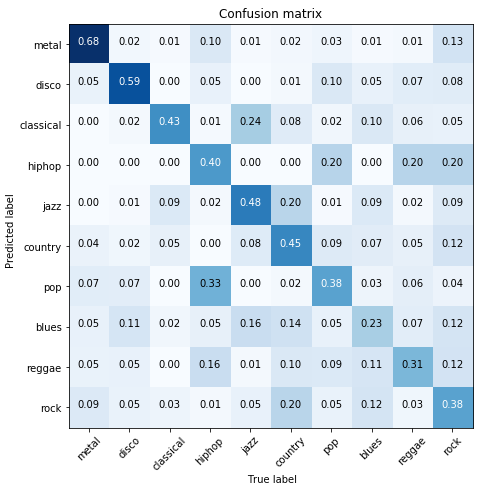 Confusion matrix
metal 0.68 0.02 0.01 0.10 0.01 0.02 0.03 0.01 0.01 0.13
disco 0.05 0.59 0.00 0.05 0.00 0.01 0.10 0.05 0.07 0.08
classical 0.00 0.02 0.43 0.01 0.24 0.08 0.02 0.10 0.06 0.05
hiphop 0.00 0.00 0.00 0.40 0.00 0.00 0.20 0.00 0.20 0.20
jazz 0.00 0.01 0.09 0.02 0.48 0.20 0.01 0.09 0.02 0.09
country 0.04 0.02 0.05 0.00 0.08 0.45 0.09 0.07 0.05 0.12
pop 0.07 0.07 0.00 0.33 0.00 0.02 0.38 0.03 0.06 0.04
blues 0.05 0.11 0.02 0.05 0.16 0.14 0.05 0.23 0.07 0.12
reggae 0.05 0.05 0.00 0.16 0.01 0.10 0.09 0.11 0.31 0.12
rock 0.09 0.05 0.03 0.01 0.05 0.20 0.05 0.12 0.03 0.38
metal disco classical hiphop jazz country pop blues reggae rock
True label
Predicted label